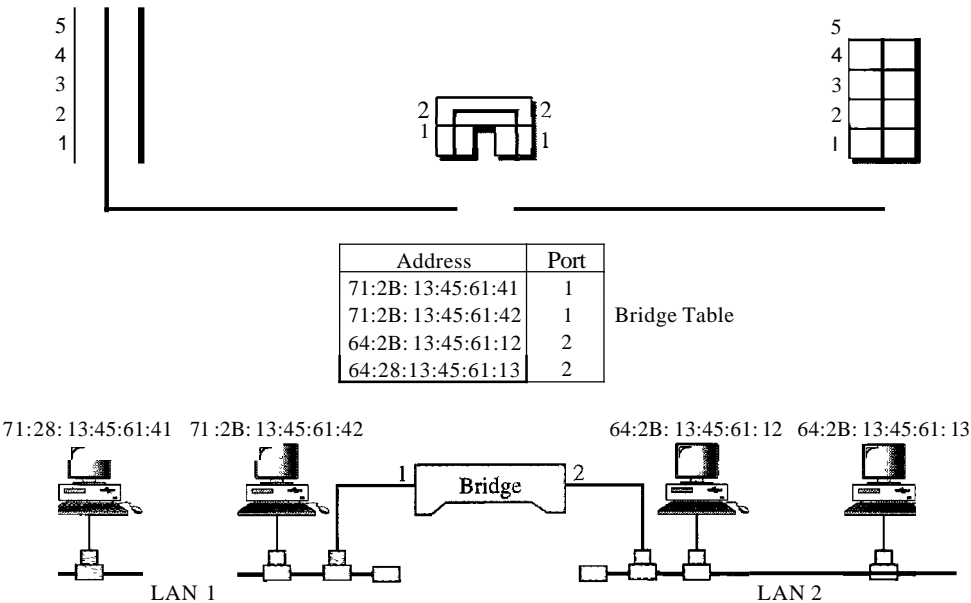 5
4
3
2
1
2 2
1 1
5
4
3
2
I
Address Port
71:2B: 13:45:61:41 1
71:2B: 13:45:61:42 1
64:2B: 13:45:61:12 2
64:28:13:45:61:13 2
Bridge Table
71:28: 13:45:61:41 71 :2B: 13:45:61:42 64:2B: 13:45:61: 12 64:2B: 13:45:61: 13
1 Bridge 2
LAN 1 LAN 2